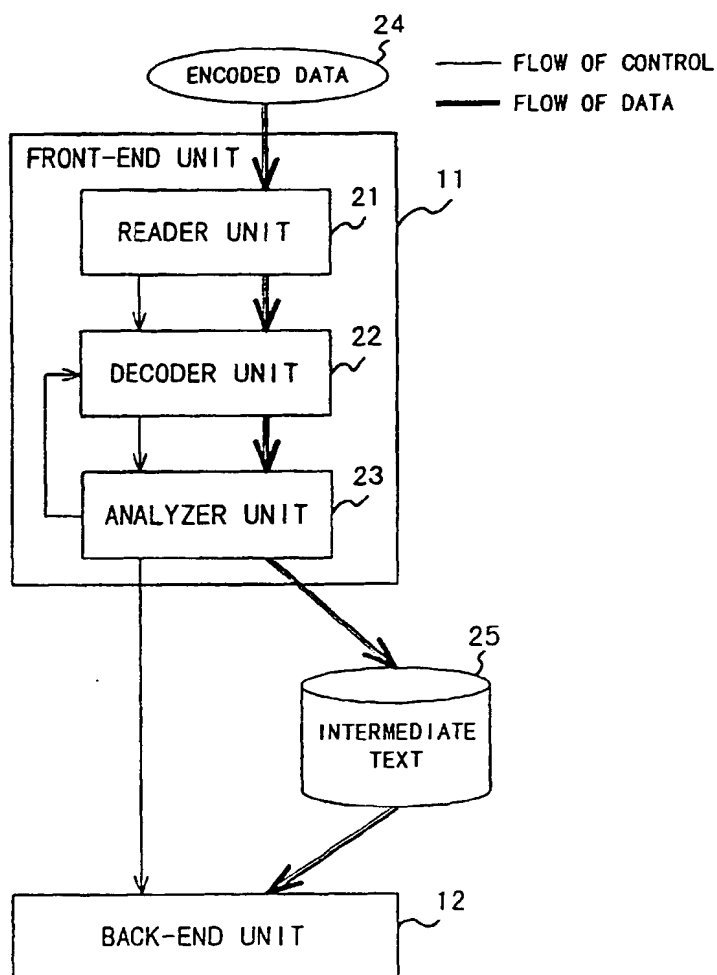 24
ENCODED DATA
FLOW OF CONTROL
FLOW OF DATA
FRONT-END UNIT
11
21
READER UNIT
22
DECODER UNIT
23
ANALYZER UNIT
25
INTERMEDIATE
TEXT
12
BACK-END UNIT